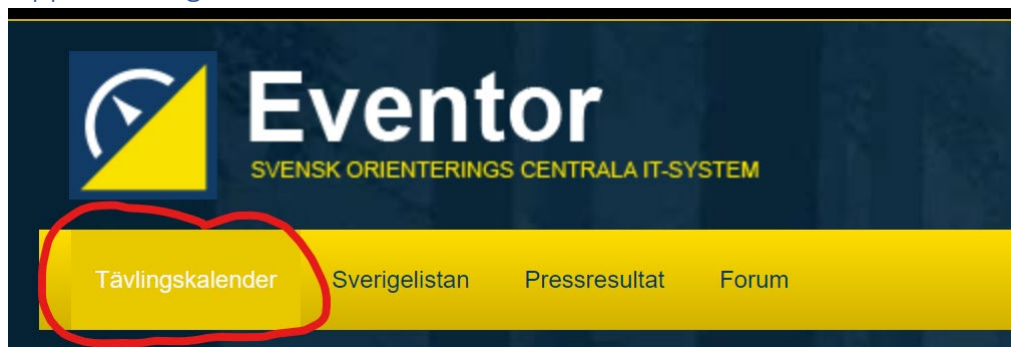 Eventor
SVENSK ORIENTERINGS CENTRALA IT-SYSTEM
Tävlingskalender Sverigelistan Pressresultat Forum